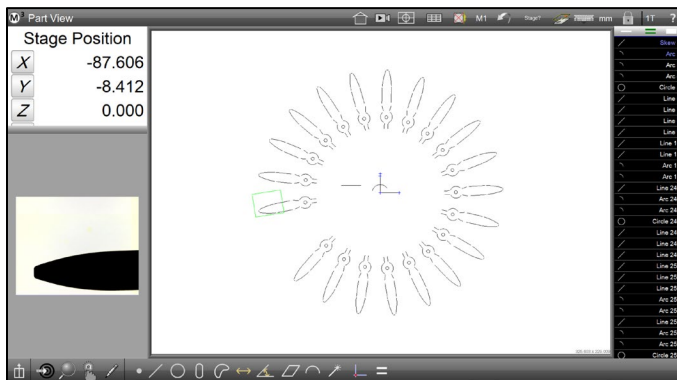 M³ Part View
M1
Stage?
mm
1T
?
Stage Position
X -87.606
Y -8.412
Z 0.000
Skew
Arc
Arc
Arc
Circle
Line
Line
Line
Line
Line 1
Line 1
Arc 1
Arc 1
Line 24
Arc 24
Arc 24
Circle 24
Line 24
Line 24
Line 24
Line 25
Line 25
Arc 25
Arc 25
Line 25
Arc 25
Arc 25
Circle 25